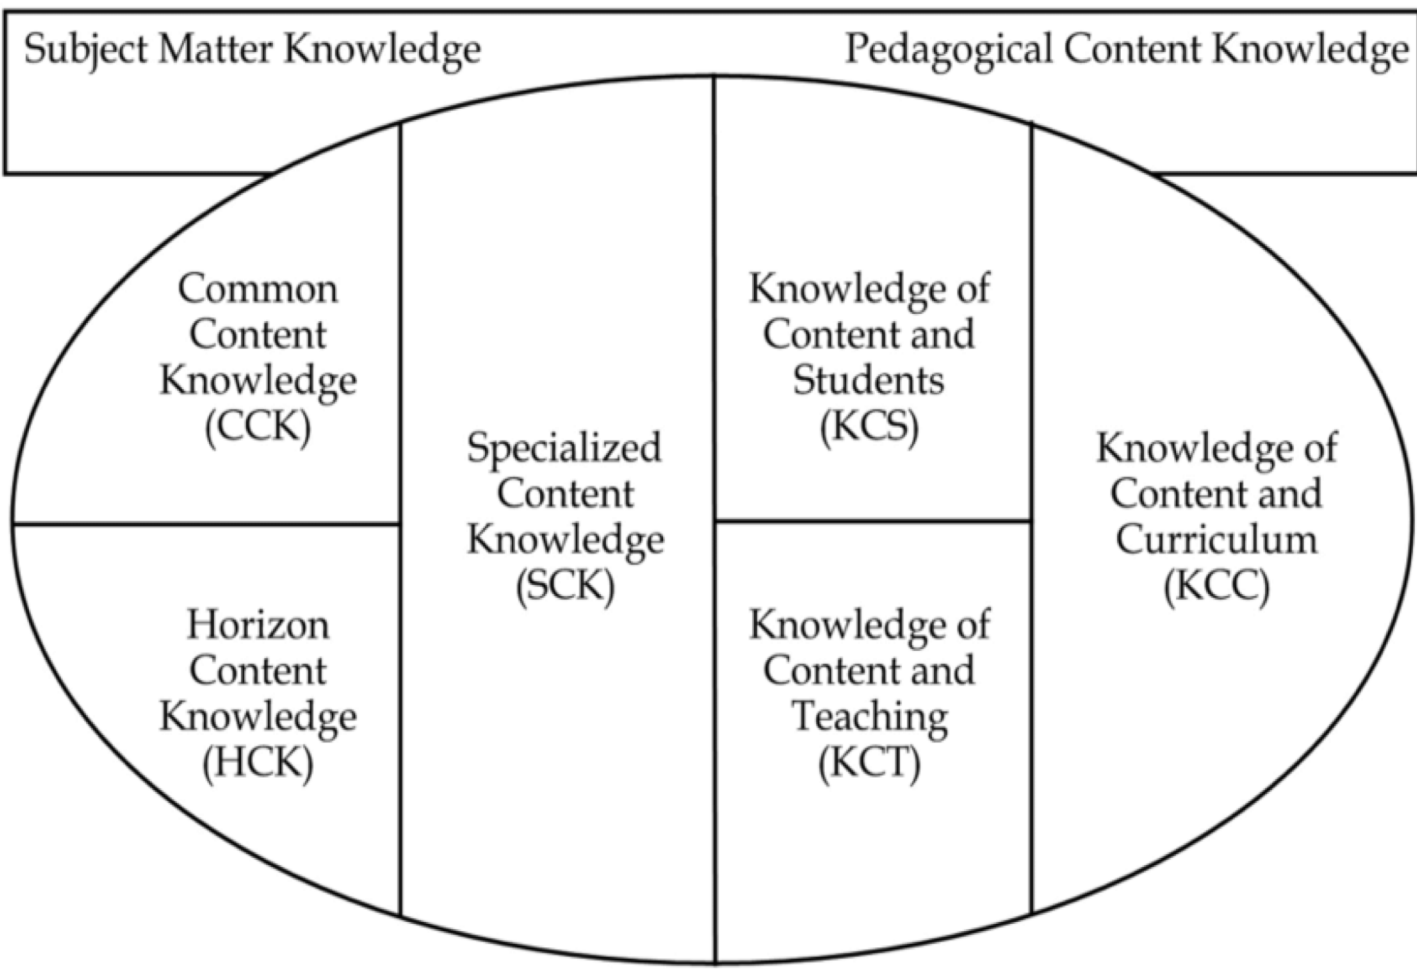 Subject Matter Knowledge
Pedagogical Content Knowledge
Common
Content
Knowledge
(CCK)
Horizon
Content
Knowledge
(HCK)
Specialized
Content
Knowledge
(SCK)
Knowledge of
Content and
Students
(KCS)
Knowledge of
Content and
Teaching
(KCT)
Knowledge of
Content and
Curriculum
(KCC)